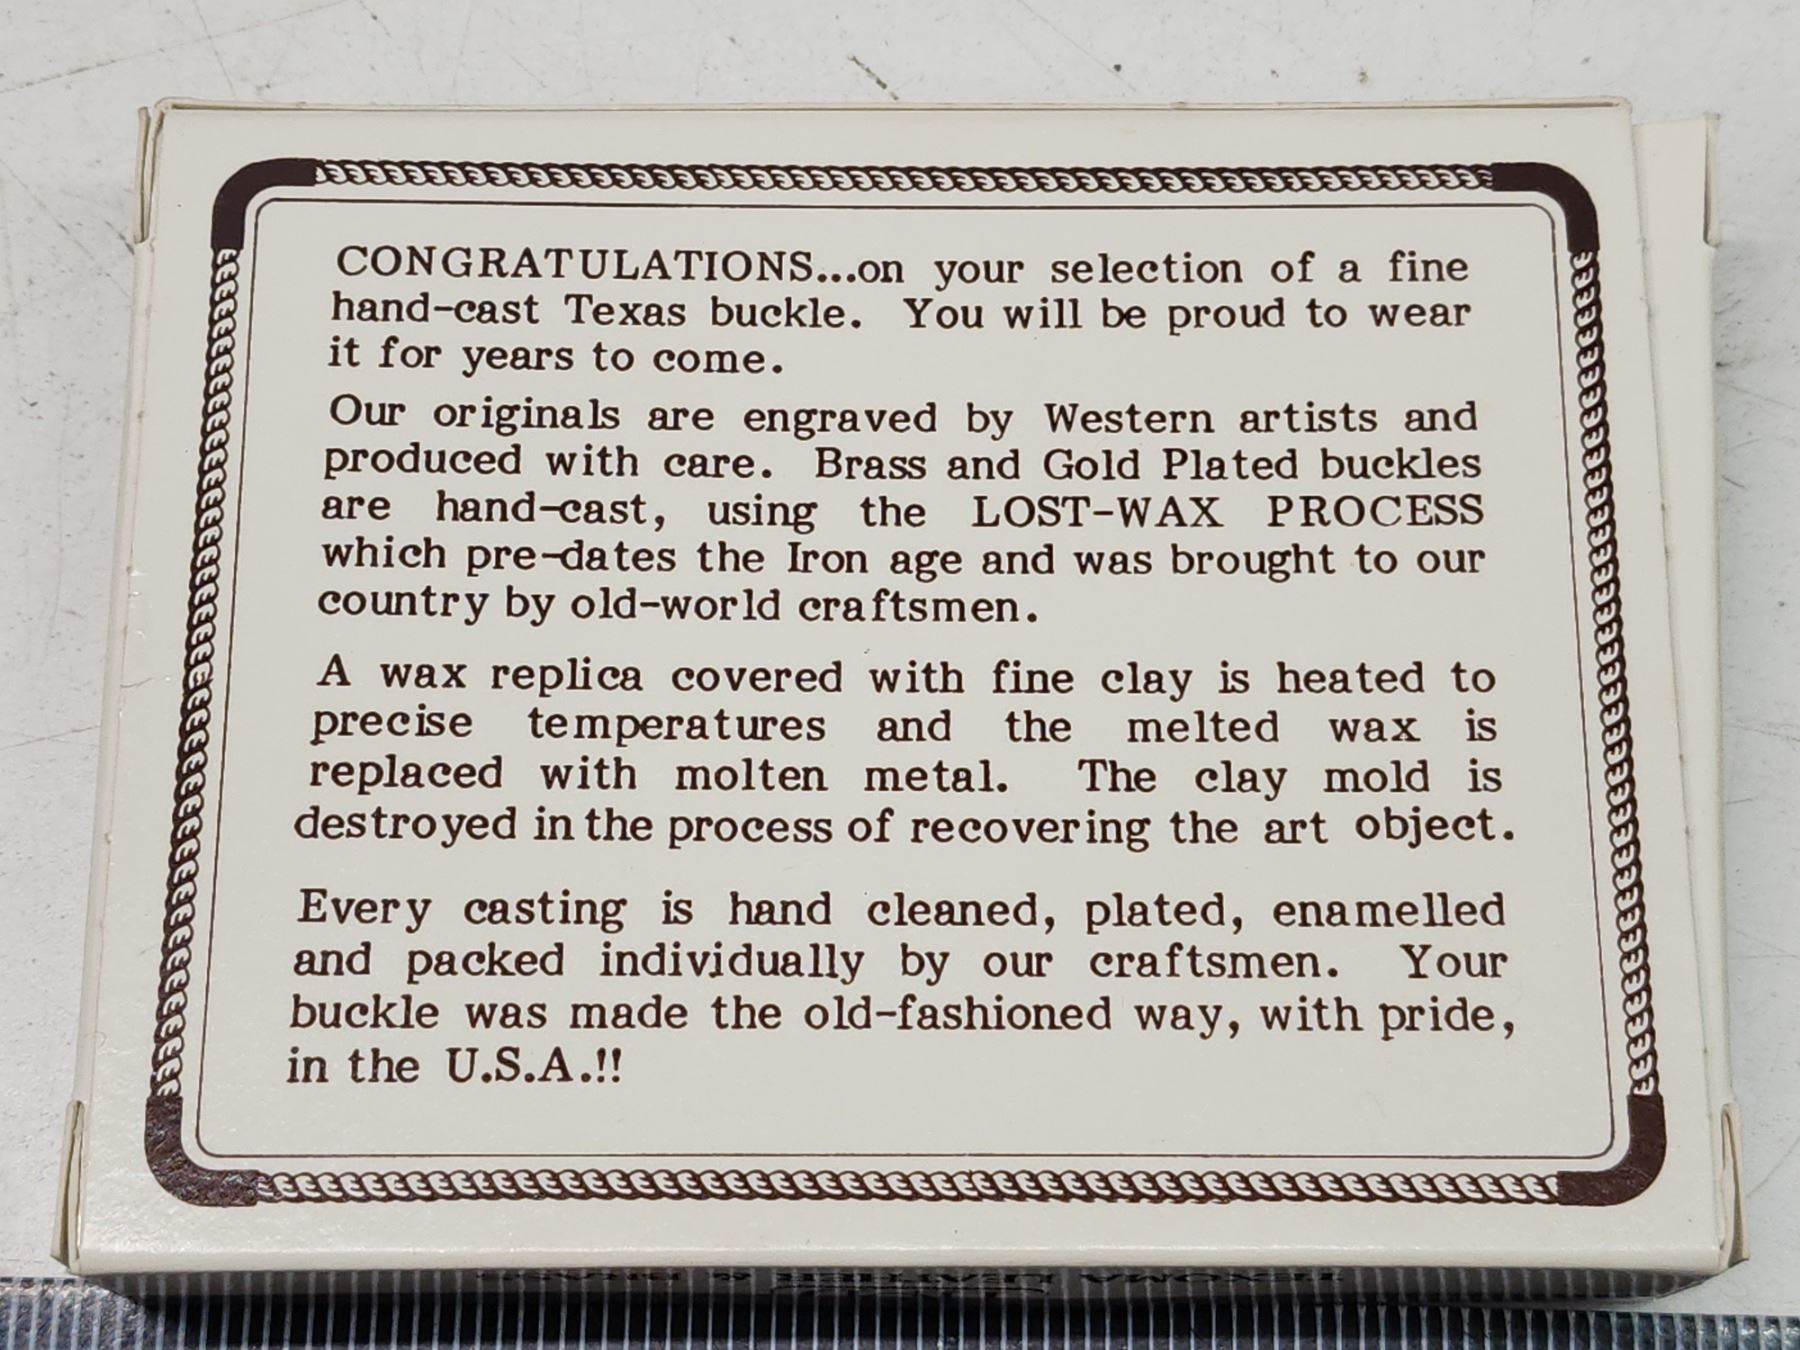 CONGRATULATIONS...on your selection of a fine
hand-cast Texas buckle. You will be proud to wear
it for years to come.
Our originals are engraved by Western artists and
produced with care. Brass and Gold Plated buckles
are hand-cast, using the LOST-WAX PROCESS
which pre-dates the Iron age and was brought to our
country by old-world craftsmen.
A wax replica covered with fine clay is heated to
precise temperatures and the melted wax is
replaced with molten metal. The clay mold is
destroyed in the process of recovering the art object.
Every casting is hand cleaned, plated, enamelled
and packed individually by our craftsmen. Your
buckle was made the old-fashioned way, with pride,
in the U.S.A.!!
TEXOMA LEATHER & BRASS